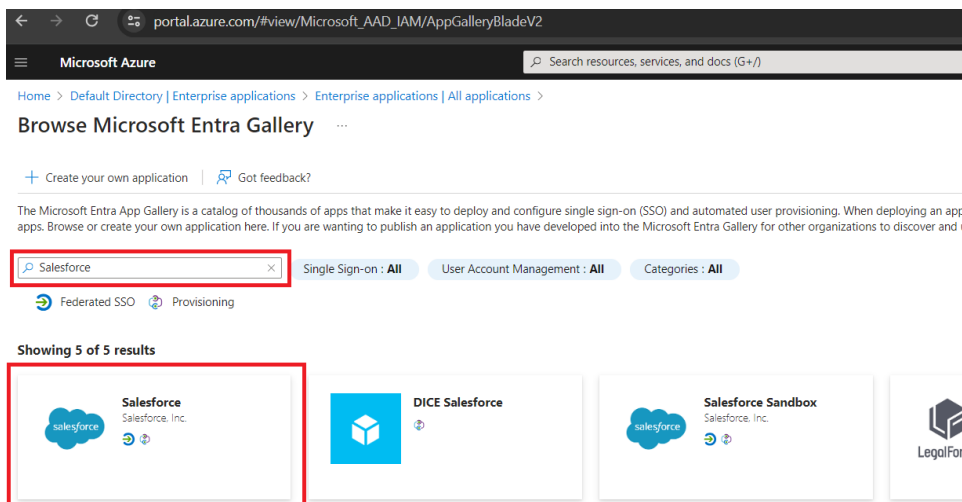 portal.azure.com/#view/Microsoft_AAD_IAM/AppGalleryBladeV2
Microsoft Azure
Search resources, services, and docs (G+/)
Home > Default Directory | Enterprise applications > Enterprise applications | All applications >
Browse Microsoft Entra Gallery ...
+ Create your own application
Got feedback?
The Microsoft Entra App Gallery is a catalog of thousands of apps that make it easy to deploy and configure single sign-on (SSO) and automated user provisioning. When deploying an app
apps. Browse or create your own application here. If you are wanting to publish an application you have developed into the Microsoft Entra Gallery for other organizations to discover and
Salesforce
Single Sign-on : All
User Account Management : All
Categories : All
Federated SSO
Provisioning
Showing 5 of 5 results
salesforce
Salesforce
Salesforce, Inc.
DICE Salesforce
salesforce
Salesforce Sandbox
Salesforce, Inc.
LegalFor